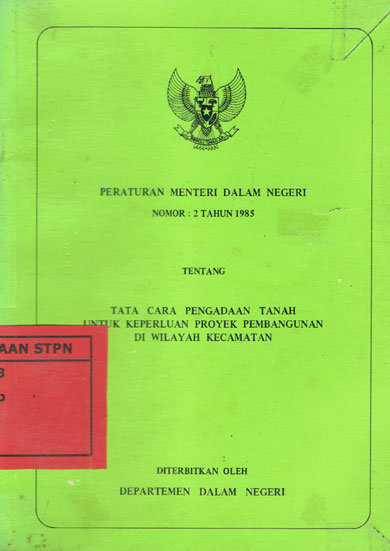 PERATURAN MENTERI DALAM NEGERI
NOMOR : 2 TAHUN 1985
TENTANG
TATA CARA PENGADAAN TANAH
UNTUK KEPERLUAN PROYEK PEMBANGUNAN
DI WILAYAH KECAMATAN
AAN STPN
DITERBITKAN OLEH
DEPARTEMEN DALAM NEGERI